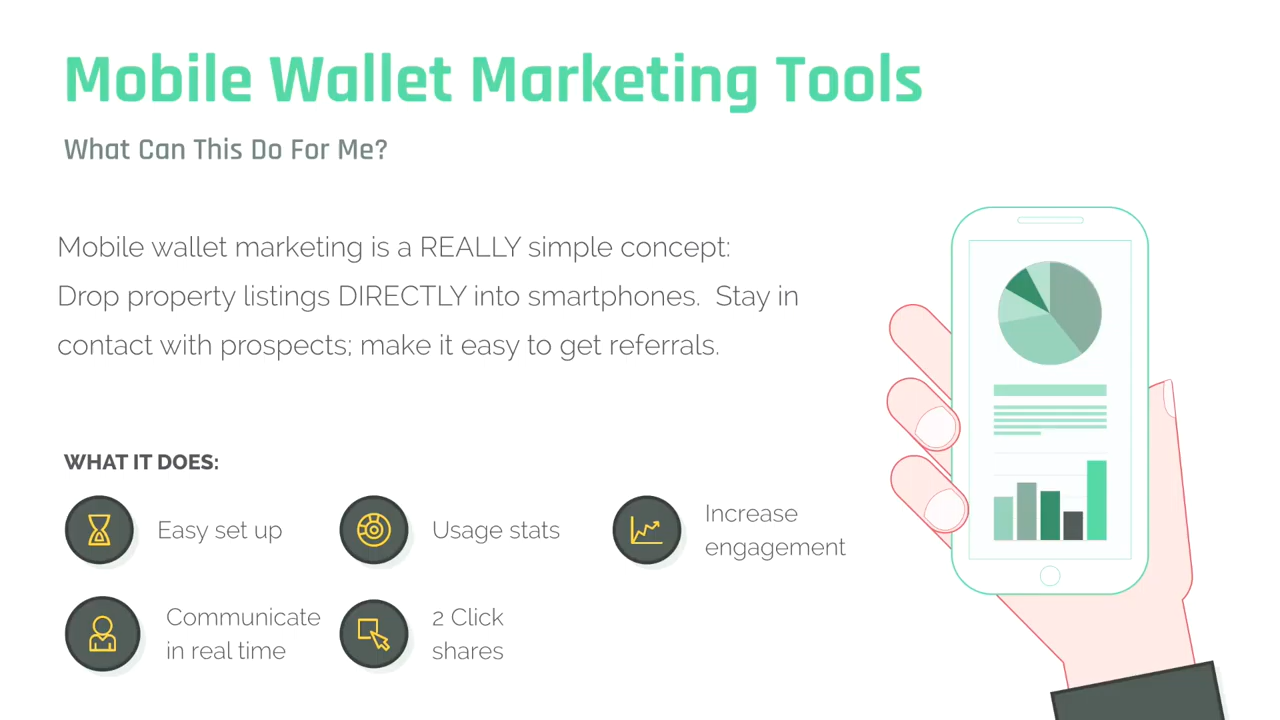 Mobile Wallet Marketing Tools
What Can This Do For Me?
Mobile wallet marketing is a REALLY simple concept:
Drop property listings DIRECTLY into smartphones.  Stay in
contact with prospects; make it easy to get referrals.
WHAT IT DOES:
Easy set up
Usage stats
Increase
engagement
Communicate
in real time
2 Click
shares